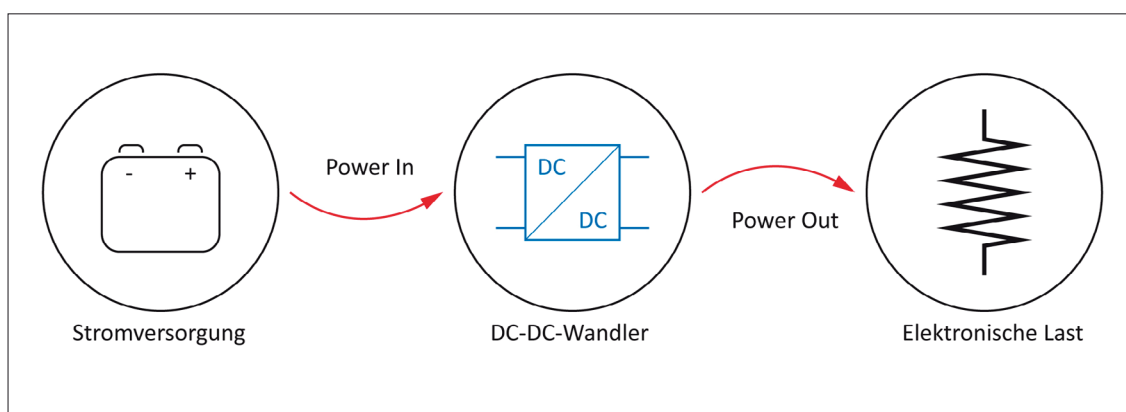 - +
Power In
DC
DC
Power Out
Stromversorgung
DC-DC-Wandler
Elektronische Last